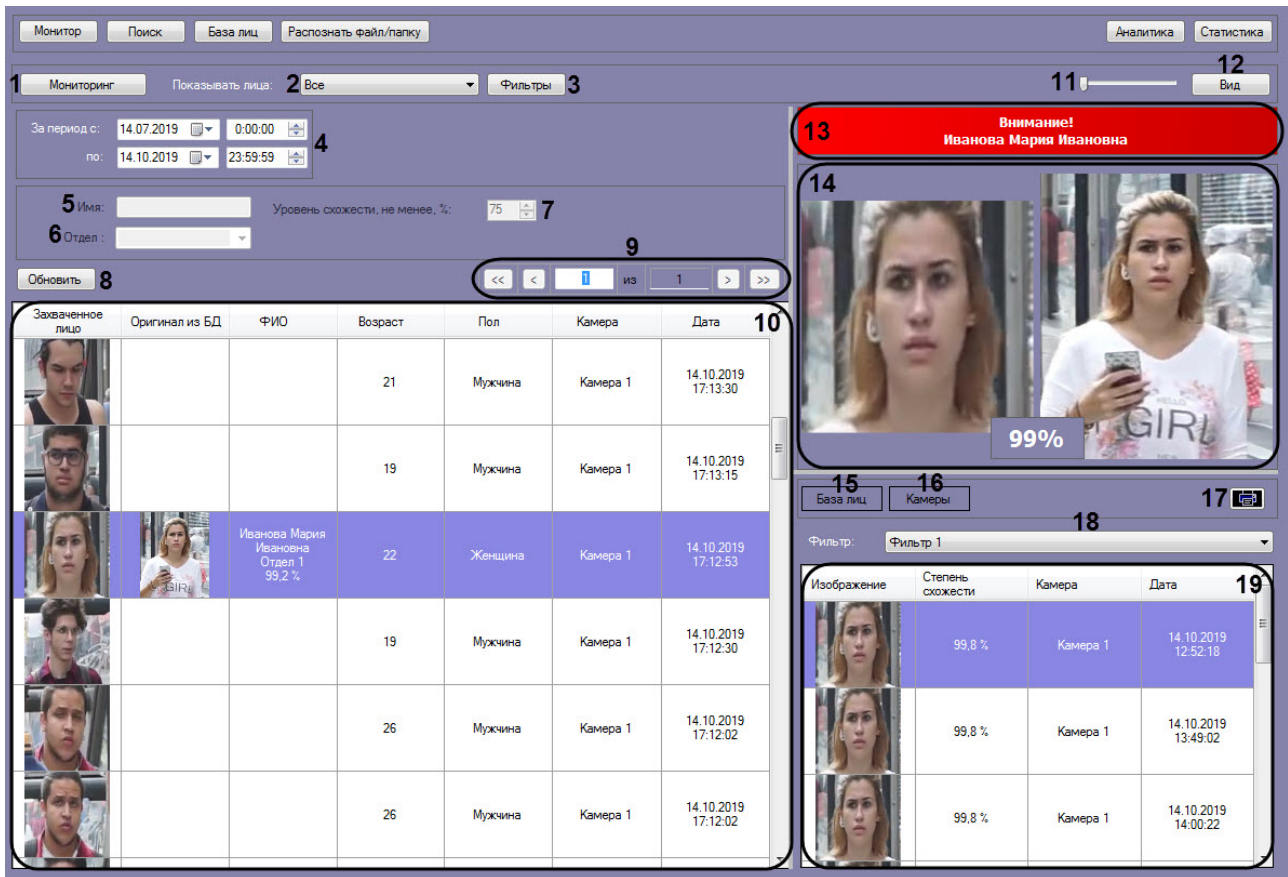 Монитор Поиск База лиц Распознать файл/папку Аналитика Статистика
1 Мониторинг Показывать лица: 2 Все Фильтры 3 11 12 Вид
За период с: 14.07.2019 0:00:00 4
по: 14.10.2019 23:59:59
13 Внимание!
Иванова Мария Ивановна
5 Имя: Уровень схожести, не менее, %: 75 7
6 Отдел :
Обновить 8
9
<< < 1 из 1 > >>
14
HELLO
GIRL
99%
Захваченное лицо Оригинал из БД ФИО Возраст Пол Камера Дата 10
21 Мужчина Камера 1 14.10.2019
17:13:30
19 Мужчина Камера 1 14.10.2019
17:13:15
GIRL
Иванова Мария
Ивановна
Отдел 1
99,2 %
22 Женщина Камера 1 14.10.2019
17:12:53
19 Мужчина Камера 1 14.10.2019
17:12:30
26 Мужчина Камера 1 14.10.2019
17:12:02
26 Мужчина Камера 1 14.10.2019
17:12:02
15 База лиц 16 Камеры 17
18
Фильтр: Фильтр 1
Изображение Степень схожести Камера Дата 19
99,8 % Камера 1 14.10.2019
12:52:18
99,8 % Камера 1 14.10.2019
13:49:02
99,8 % Камера 1 14.10.2019
14:00:22